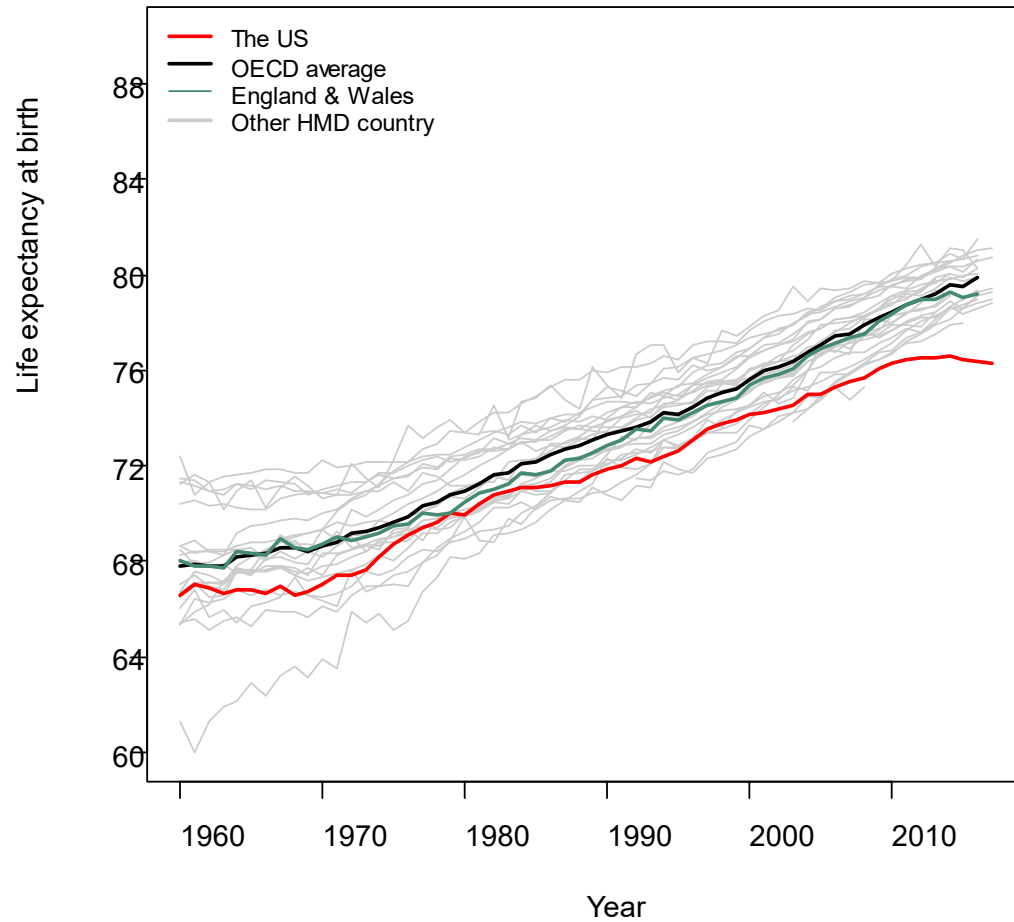 The US
OECD average
England & Wales
Other HMD country
Life expectancy at birth
88
84
80
76
72
68
64
60
1960 1970 1980 1990 2000 2010
Year